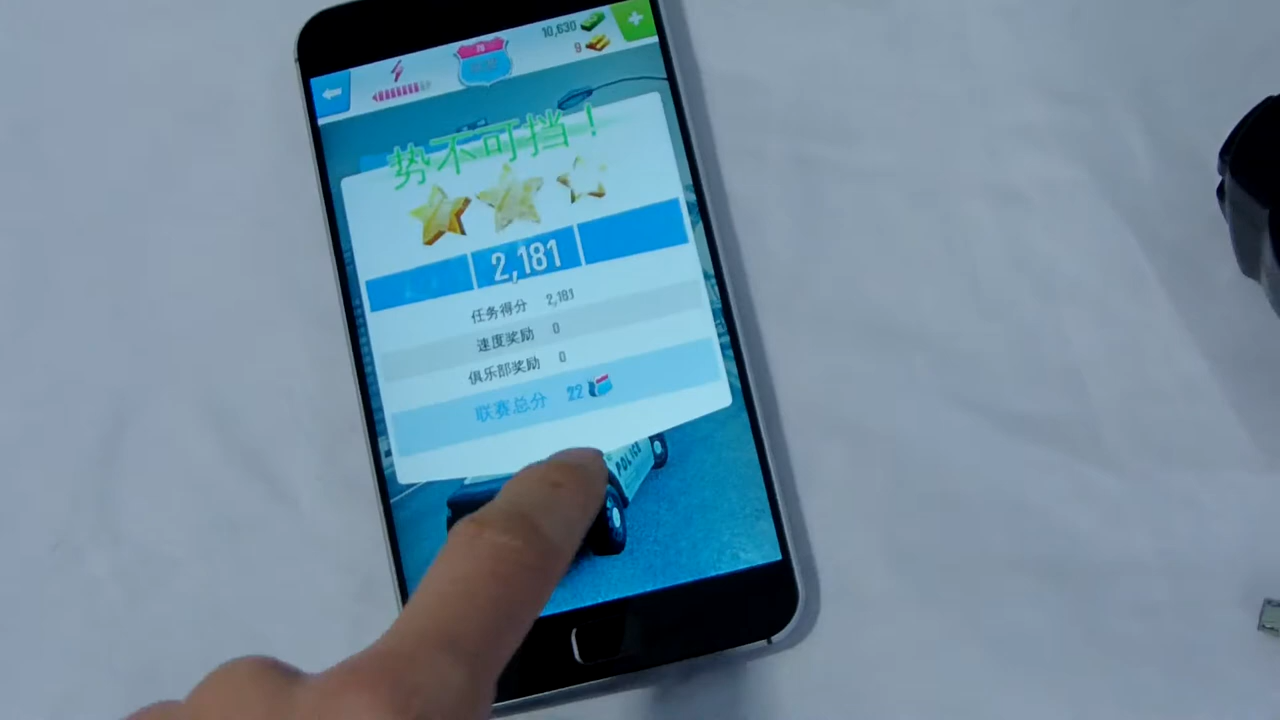 10,630
9
势不可挡！
2,181
任务得分 2,181
速度奖励 0
俱乐部奖励 0
联赛总分 22
POLICE